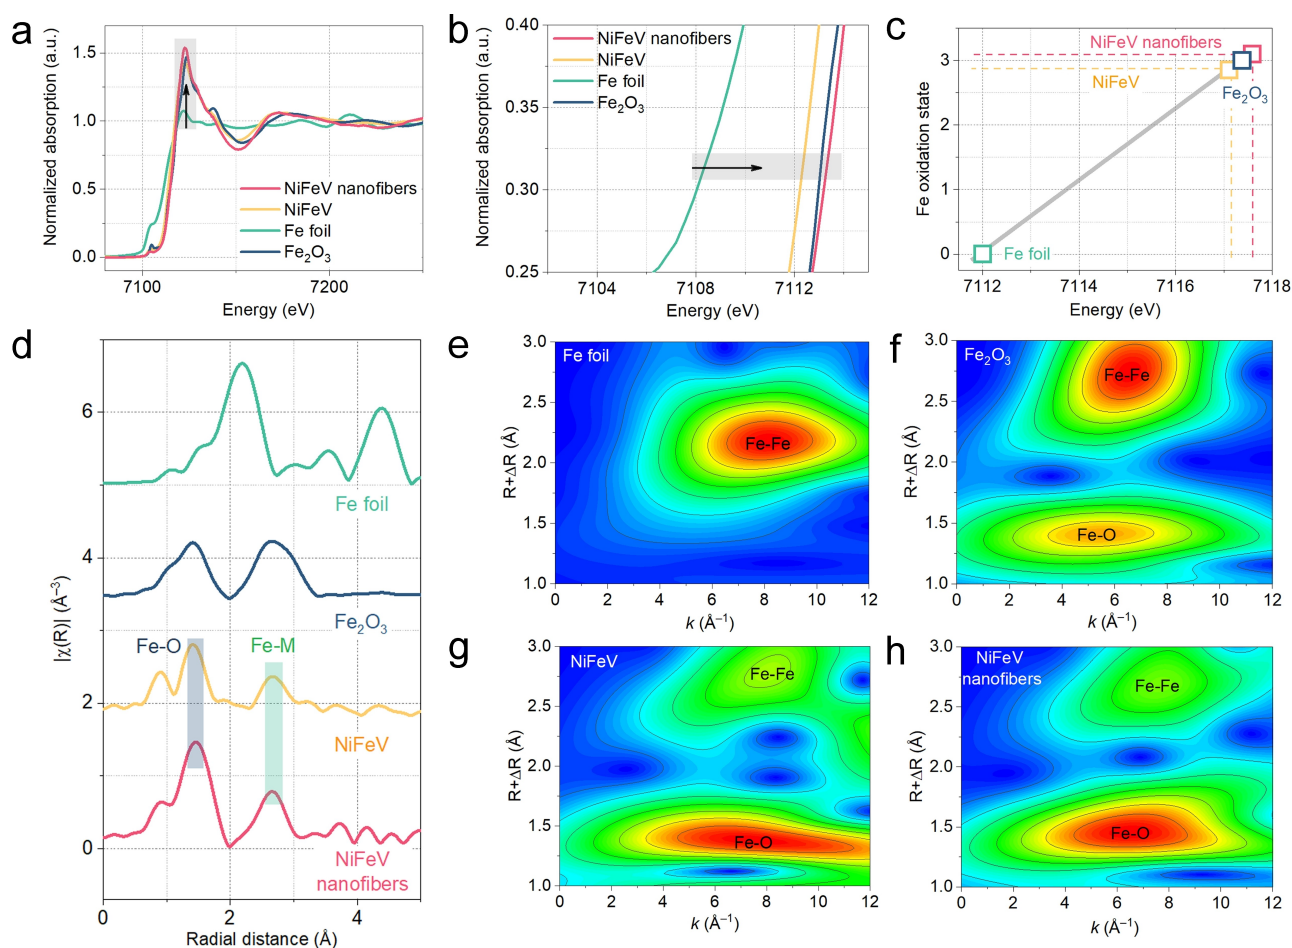 a
Normalized absorption (a.u.)
1.5
1.0
0.5
0.0
NiFeV nanofibers
NiFeV
Fe foil
Fe₂O₃
7100
7200
Energy (eV)
b
Normalized absorption (a.u.)
0.40
0.35
0.30
0.25
NiFeV nanofibers
NiFeV
Fe foil
Fe₂O₃
7104
7108
7112
Energy (eV)
c
Fe oxidation state
3
2
1
0
NiFeV nanofibers
NiFeV
Fe₂O₃
Fe foil
7112
7114
7116
7118
Energy (eV)
d
|χ(R)| (Å⁻³)
6
4
2
0
Fe foil
Fe₂O₃
Fe-O
Fe-M
NiFeV
NiFeV
nanofibers
0
2
4
Radial distance (Å)
e
R+ΔR (Å)
3.0
2.5
2.0
1.5
1.0
Fe foil
Fe-Fe
0 2 4 6 8 10 12
k (Å⁻¹)
f
R+ΔR (Å)
3.0
2.5
2.0
1.5
1.0
Fe₂O₃
Fe-Fe
Fe-O
0 2 4 6 8 10 12
k (Å⁻¹)
g
R+ΔR (Å)
3.0
2.5
2.0
1.5
1.0
NiFeV
Fe-Fe
Fe-O
0 2 4 6 8 10 12
k (Å⁻¹)
h
R+ΔR (Å)
3.0
2.5
2.0
1.5
1.0
NiFeV
nanofibers
Fe-Fe
Fe-O
0 2 4 6 8 10 12
k (Å⁻¹)